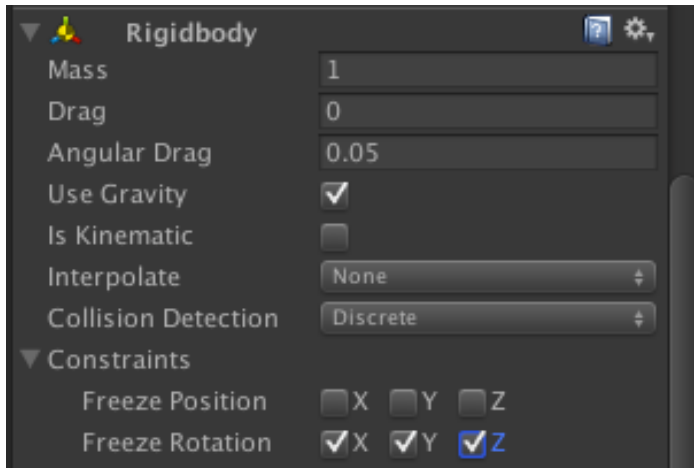 Rigidbody
Mass 1
Drag 0
Angular Drag 0.05
Use Gravity
Is Kinematic
Interpolate None
Collision Detection Discrete
Constraints
Freeze Position X Y Z
Freeze Rotation X Y Z